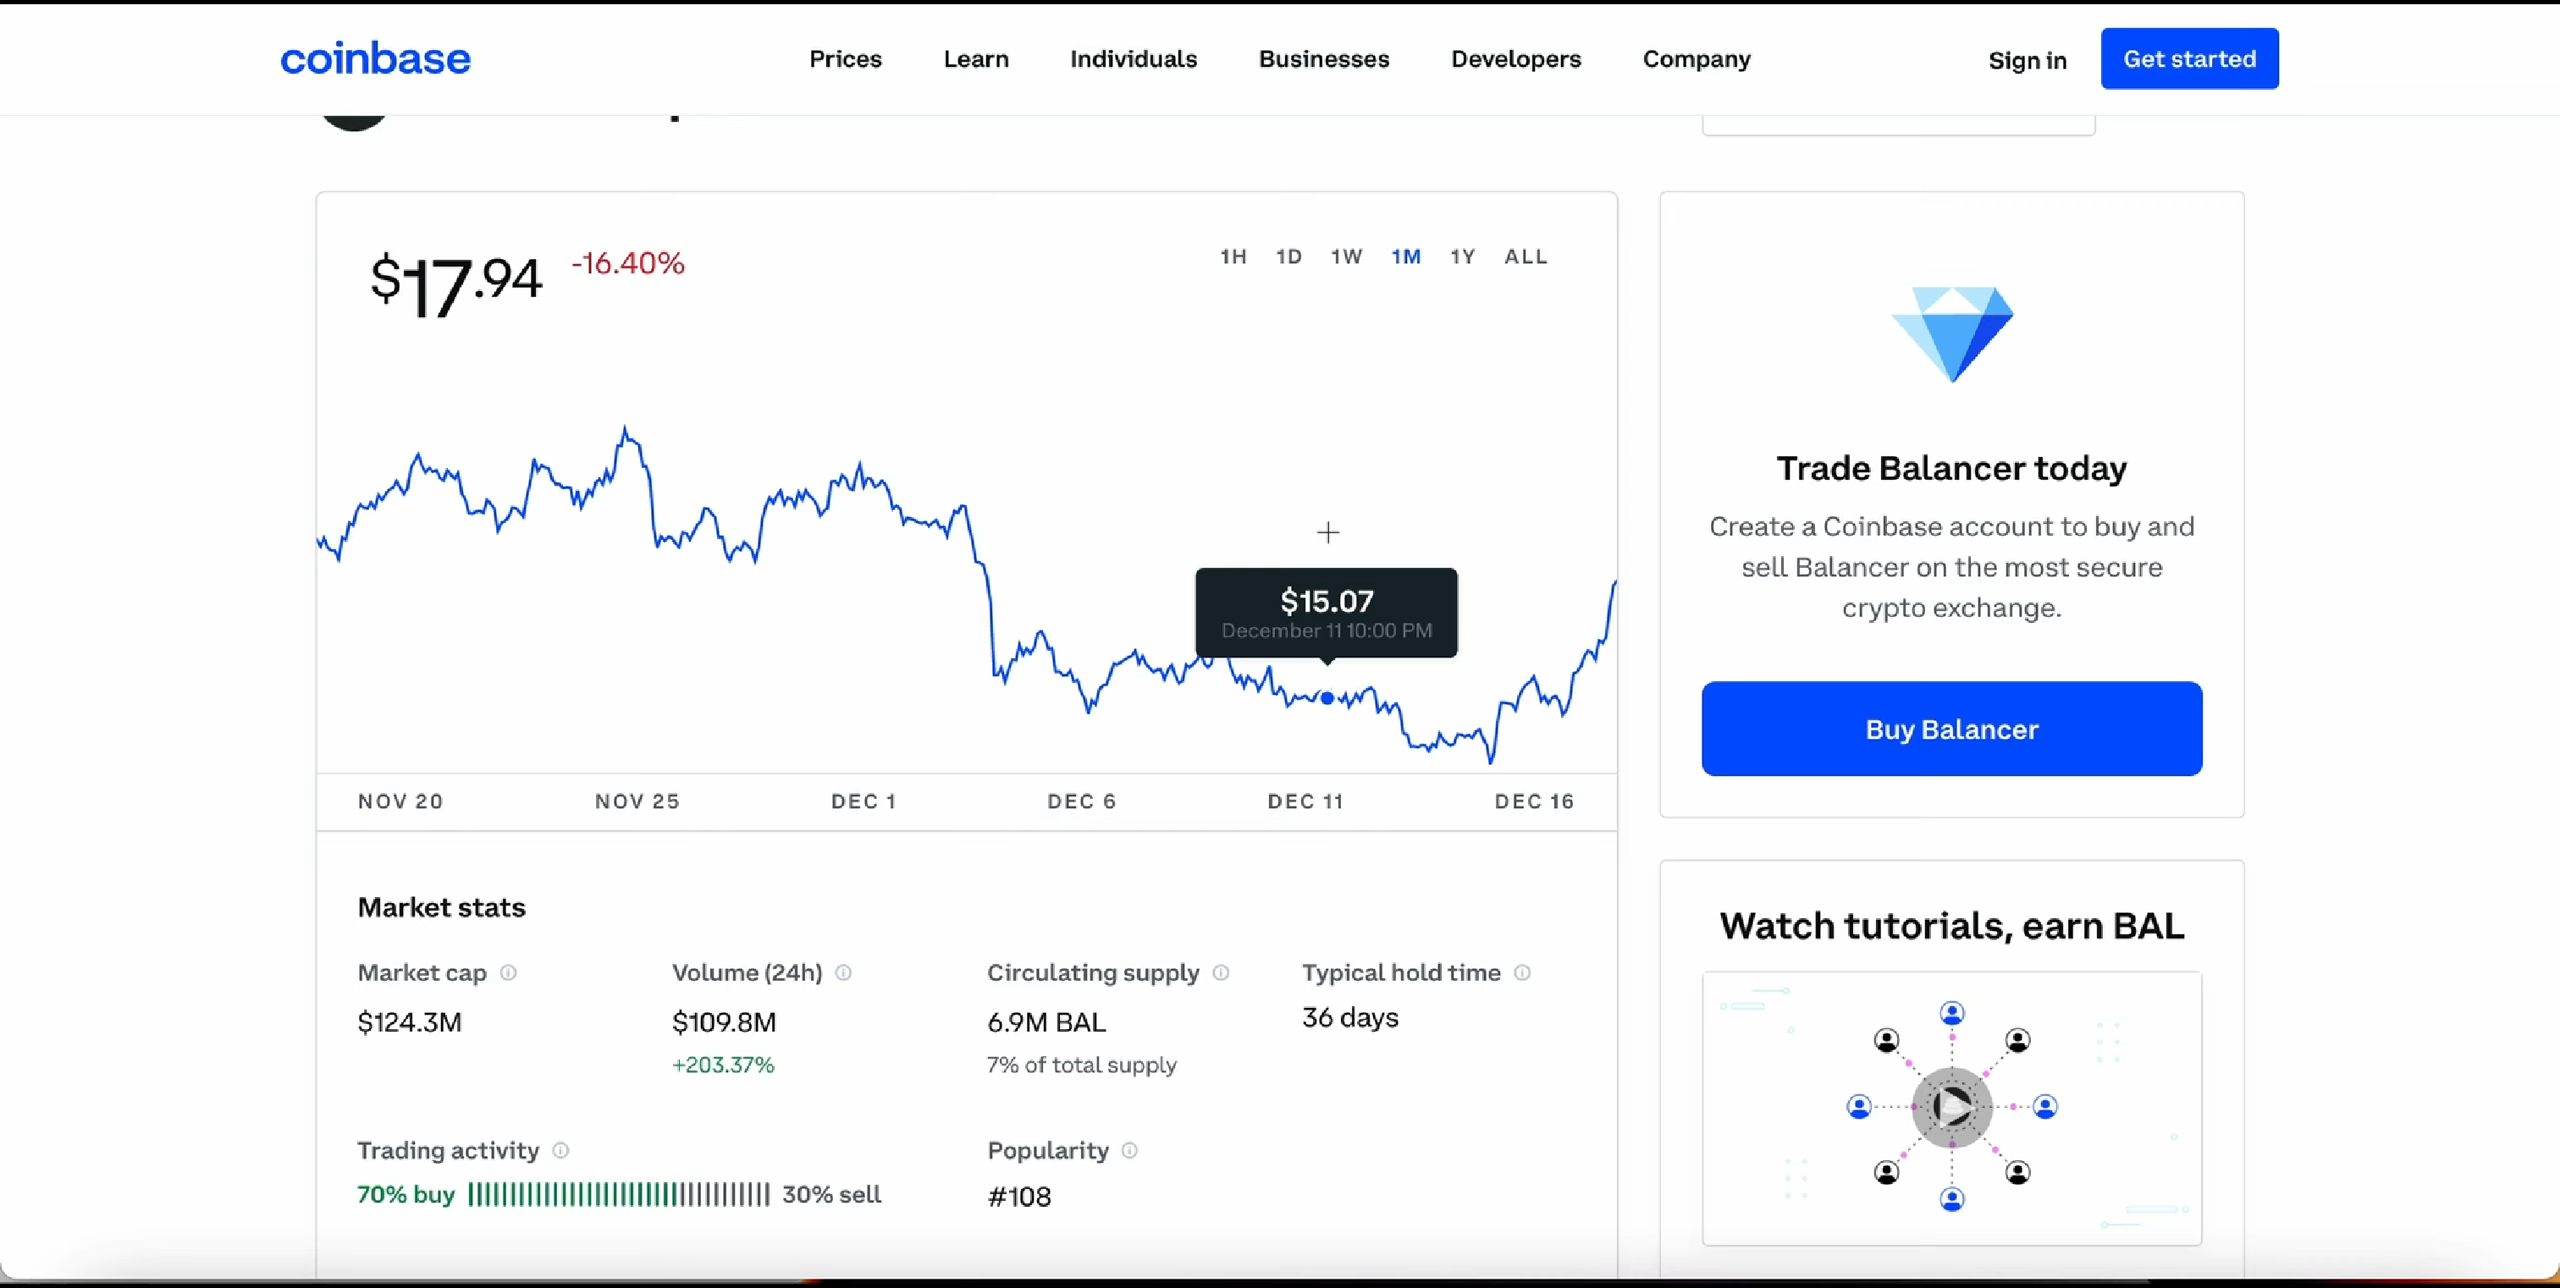 coinbase
Prices
Learn
Individuals
Businesses
Developers
Company
Sign in
Get started
$17.94
-16.40%
1H
1D
1W
1M
1Y
ALL
$15.07
December 11 10:00 PM
NOV 20
NOV 25
DEC 1
DEC 6
DEC 11
DEC 16
Market stats
Market cap
$124.3M
Volume (24h)
$109.8M
+203.37%
Circulating supply
6.9M BAL
7% of total supply
Typical hold time
36 days
Trading activity
70% buy
30% sell
Popularity
#108
Trade Balancer today
Create a Coinbase account to buy and
sell Balancer on the most secure
crypto exchange.
Buy Balancer
Watch tutorials, earn BAL